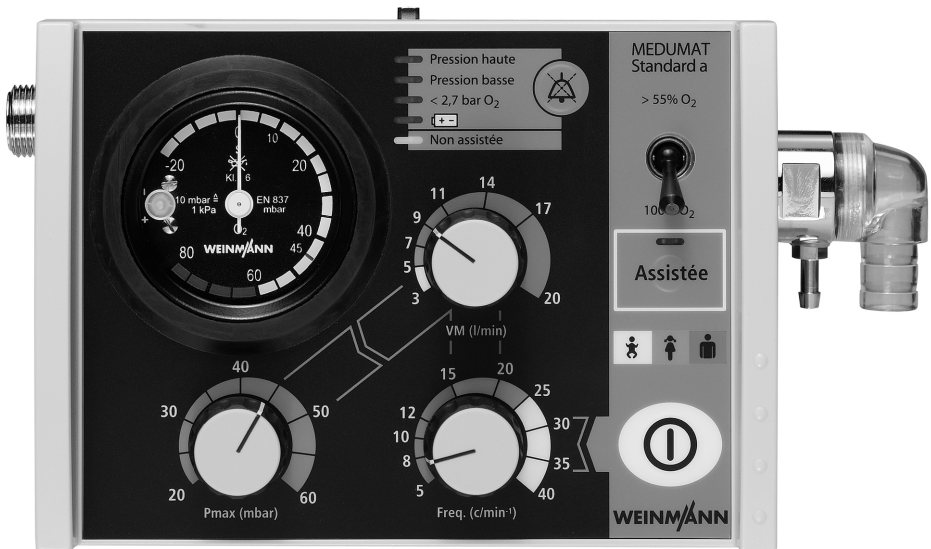 Pression haute
Pression basse
< 2,7 bar O₂
+ -
Non assistée
MEDUMAT
Standard a
> 55% O₂
100% O₂
Assistée
0
10
-20
20
10 mbar ≙
1 kPa
EN 837
mbar
O₂
WEINMANN
40
45
80
60
-
+
3
5
7
9
11
14
17
20
VM (l/min)
20
30
40
50
60
Pmax (mbar)
5
8
10
12
15
20
25
30
35
40
Freq. (c/min⁻¹)
WEINMANN